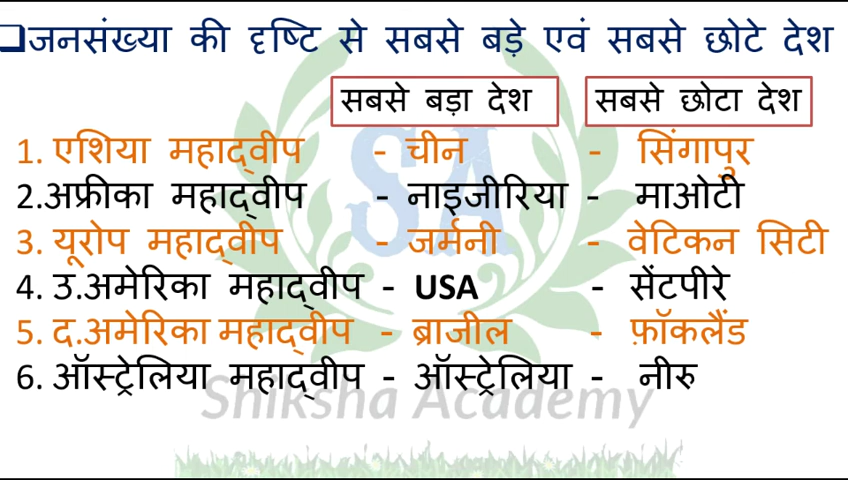 ❑जनसंख्या की दृष्टि से सबसे बड़े एवं सबसे छोटे देश
सबसे बड़ा देश सबसे छोटा देश
1. एशिया महाद्वीप - चीन - सिंगापुर
2.अफ्रीका महाद्वीप - नाइजीरिया - माओटी
3. यूरोप महाद्वीप - जर्मनी - वेटिकन सिटी
4. उ.अमेरिका महाद्वीप - USA - सेंटपीरे
5. द.अमेरिका महाद्वीप - ब्राजील - फ़ॉकलैंड
6. ऑस्ट्रेलिया महाद्वीप - ऑस्ट्रेलिया - नीरु
SA
Shiksha Academy